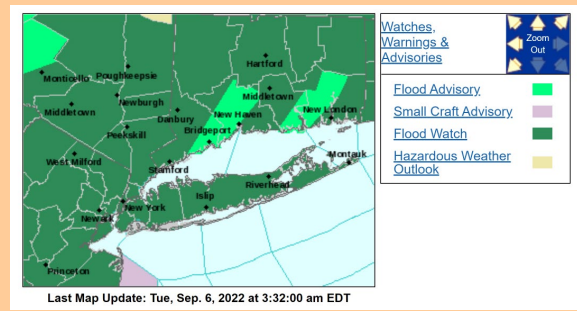 Hartford
Monticello
Poughkeepsie
Middletown
Newburgh
Middletown
Danbury
New Haven
New London
Peekskill
Bridgeport
West Milford
Stamford
Montauk
Riverhead
Islip
New York
Newark
Princeton
Last Map Update: Tue, Sep. 6, 2022 at 3:32:00 am EDT
Watches,
Warnings &
Advisories
Zoom
Out
Flood Advisory
Small Craft Advisory
Flood Watch
Hazardous Weather
Outlook